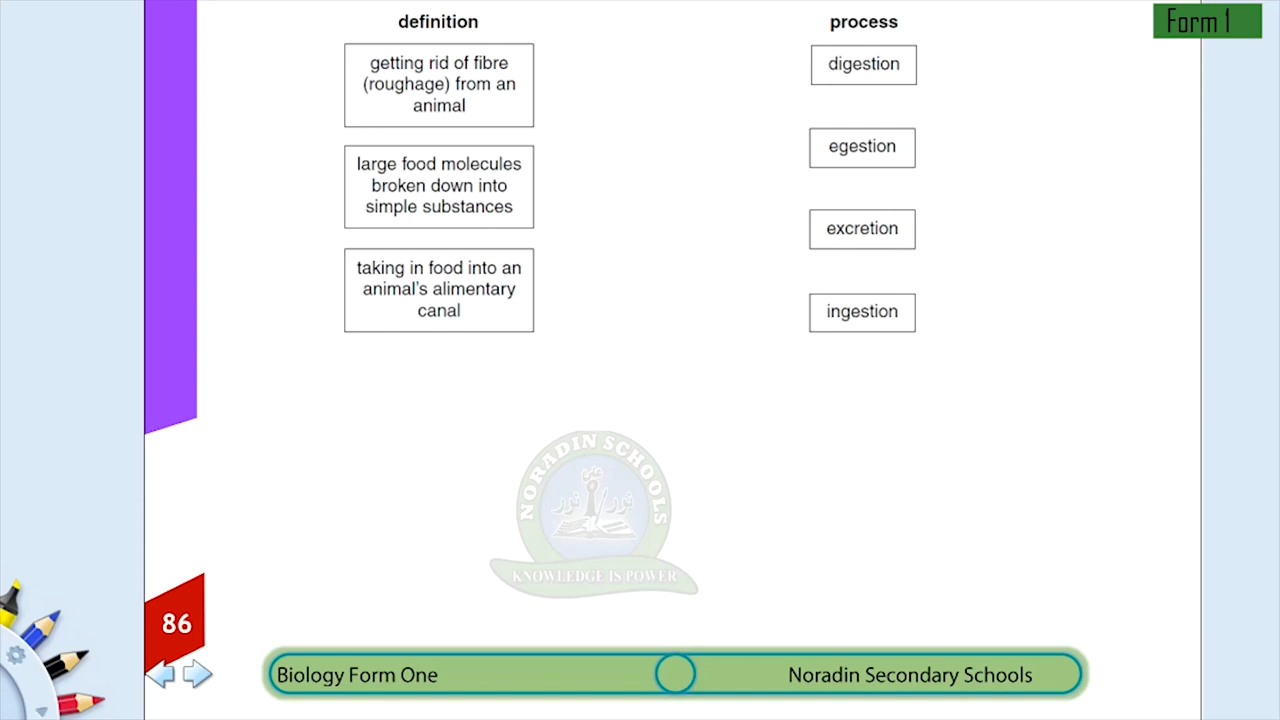 definition
process
Form 1
getting rid of fibre
(roughage) from an
animal
digestion
large food molecules
broken down into
simple substances
egestion
excretion
taking in food into an
animal's alimentary
canal
ingestion
NORADIN SCHOOLS
نور
نور
KNOWLEDGE IS POWER
86
Biology Form One
Noradin Secondary Schools